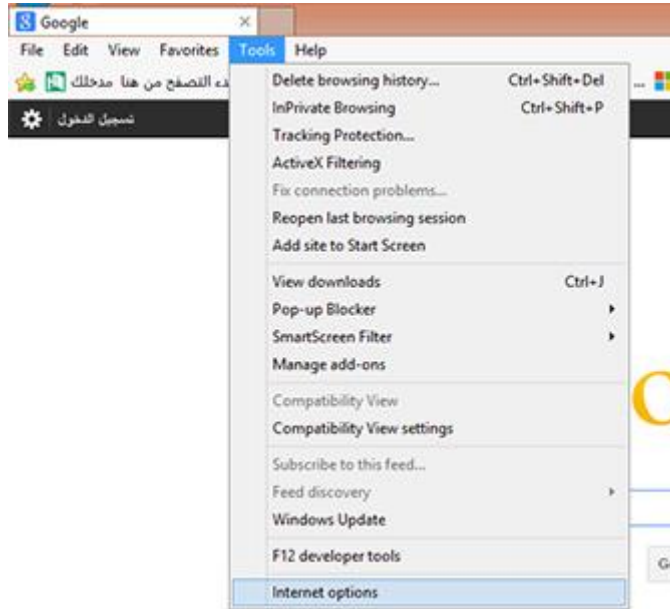 Google
File Edit View Favorites Tools Help
التصفح من هنا مدخلك ...
تسجيل الدخول
Delete browsing history... Ctrl+Shift+Del
InPrivate Browsing Ctrl+Shift+P
Tracking Protection...
ActiveX Filtering
Fix connection problems...
Reopen last browsing session
Add site to Start Screen
View downloads Ctrl+J
Pop-up Blocker
SmartScreen Filter
Manage add-ons
Compatibility View
Compatibility View settings
Subscribe to this feed...
Feed discovery
Windows Update
F12 developer tools
Internet options